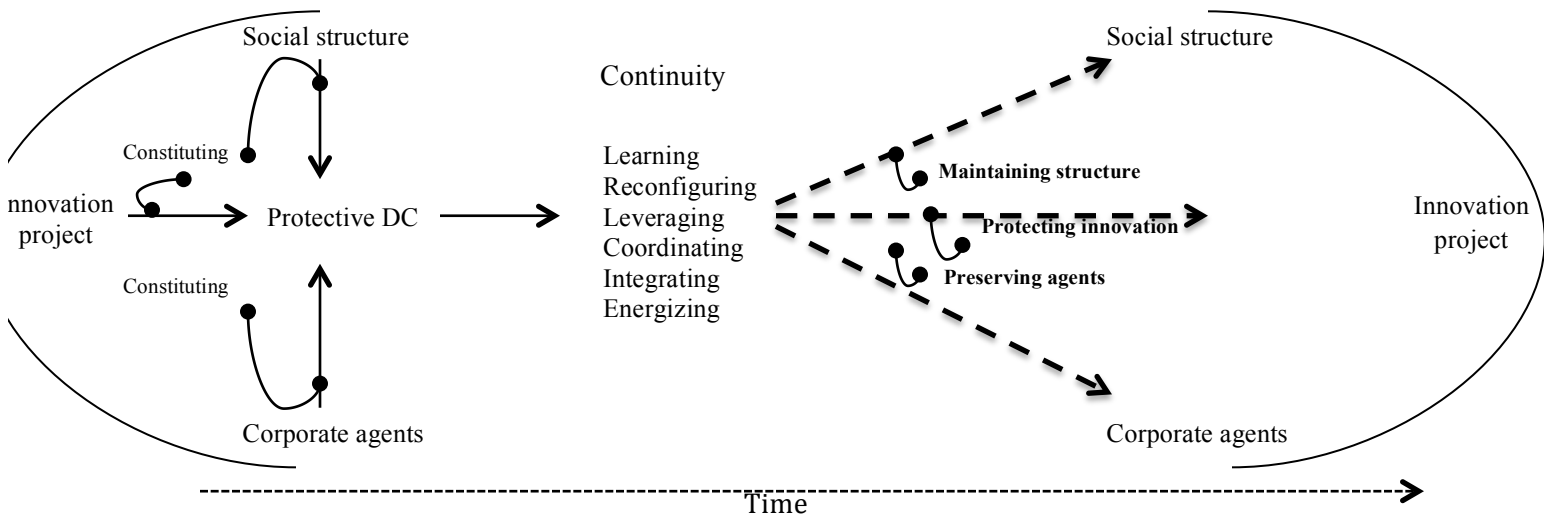 Social structure
Constituting
nnovation
project
Protective DC
Constituting
Corporate agents
Continuity
Learning
Reconfiguring
Leveraging
Coordinating
Integrating
Energizing
Social structure
Maintaining structure
Protecting innovation
Preserving agents
Innovation
project
Corporate agents
Time